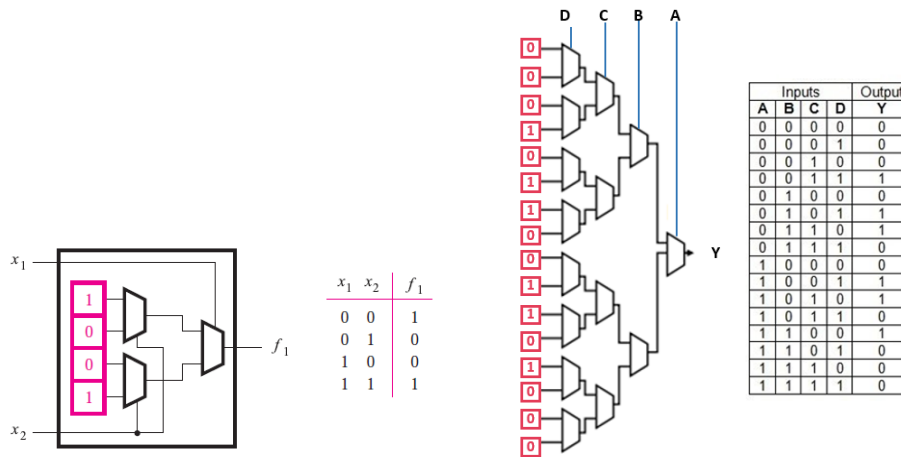 x1
1
0
0
1
x2
f1
x1 x2 f1
0 0 1
0 1 0
1 0 0
1 1 1
D C B A
0
0
0
1
0
1
1
0
0
1
1
0
1
0
0
0
Y
Inputs Output
A B C D Y
0 0 0 0 0
0 0 0 1 0
0 0 1 0 0
0 0 1 1 1
0 1 0 0 0
0 1 0 1 1
0 1 1 0 1
0 1 1 1 0
1 0 0 0 0
1 0 0 1 1
1 0 1 0 1
1 0 1 1 0
1 1 0 0 1
1 1 0 1 0
1 1 1 0 0
1 1 1 1 0